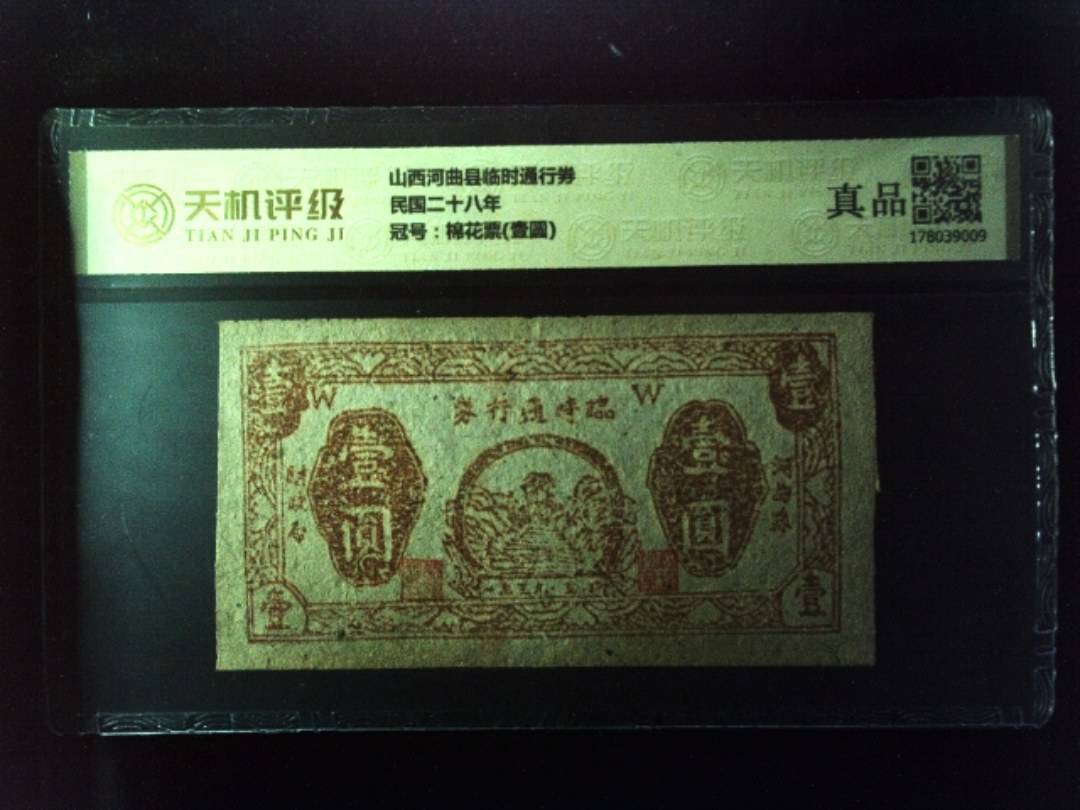 天机评级
TIAN JI PING JI
山西河曲县临时通行券
民国二十八年
冠号：棉花票(壹圆)
真品
178039009
壹
壹
W
W
券行通时臨
壹圓
壹圓
壹
壹